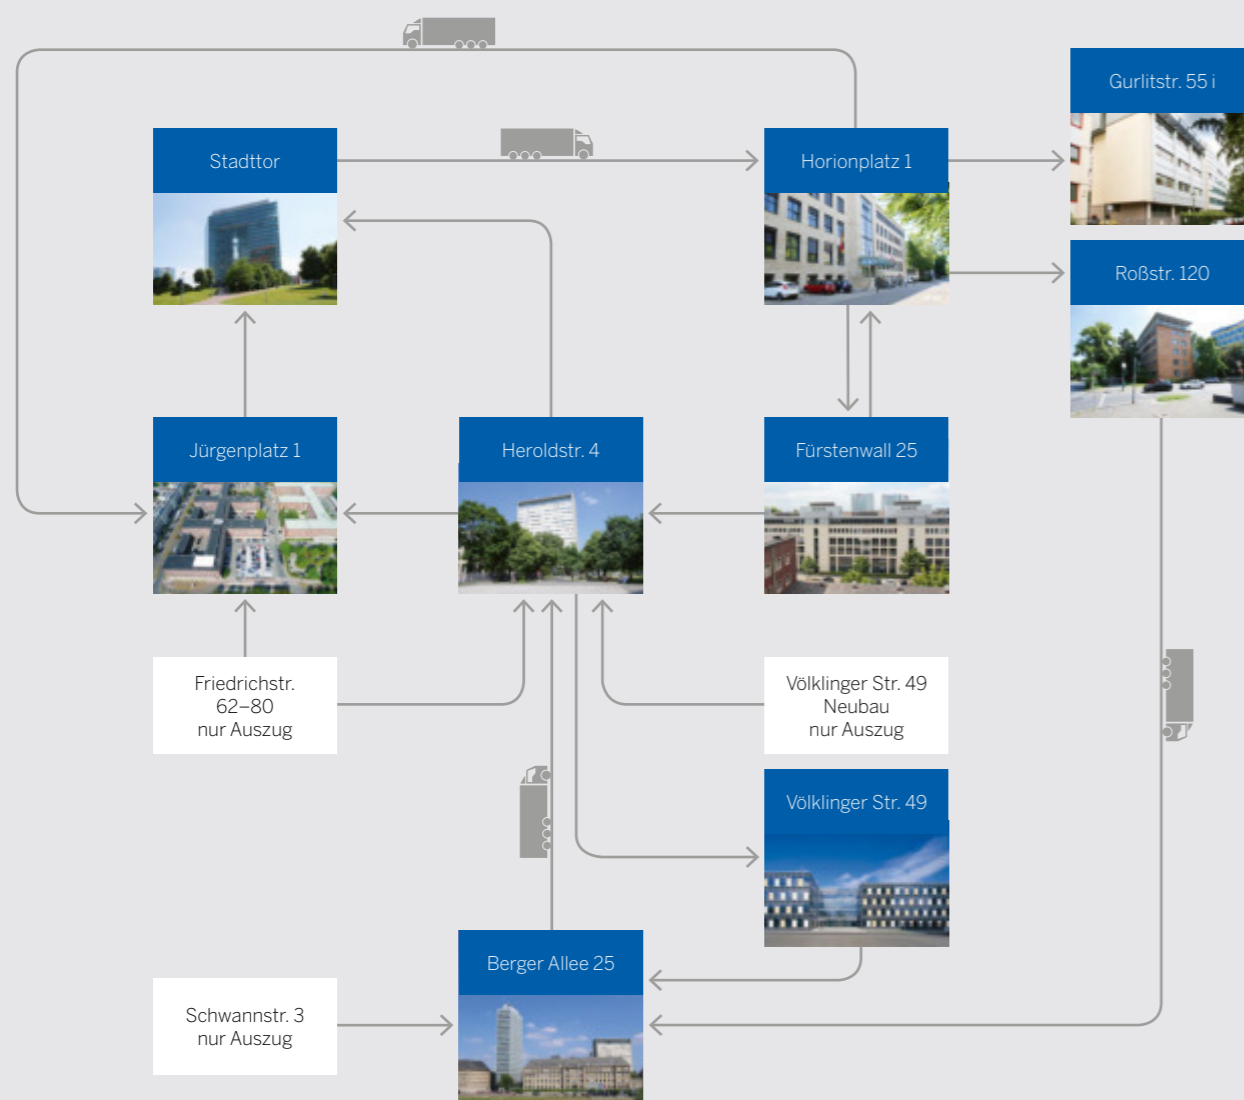 Gurlitstr. 55 i
Stadttor
Horionplatz 1
Roßstr. 120
Jürgenplatz 1
Heroldstr. 4
Fürstenwall 25
Friedrichstr.
62–80
nur Auszug
Völklinger Str. 49
Neubau
nur Auszug
Völklinger Str. 49
Berger Allee 25
Schwannstr. 3
nur Auszug